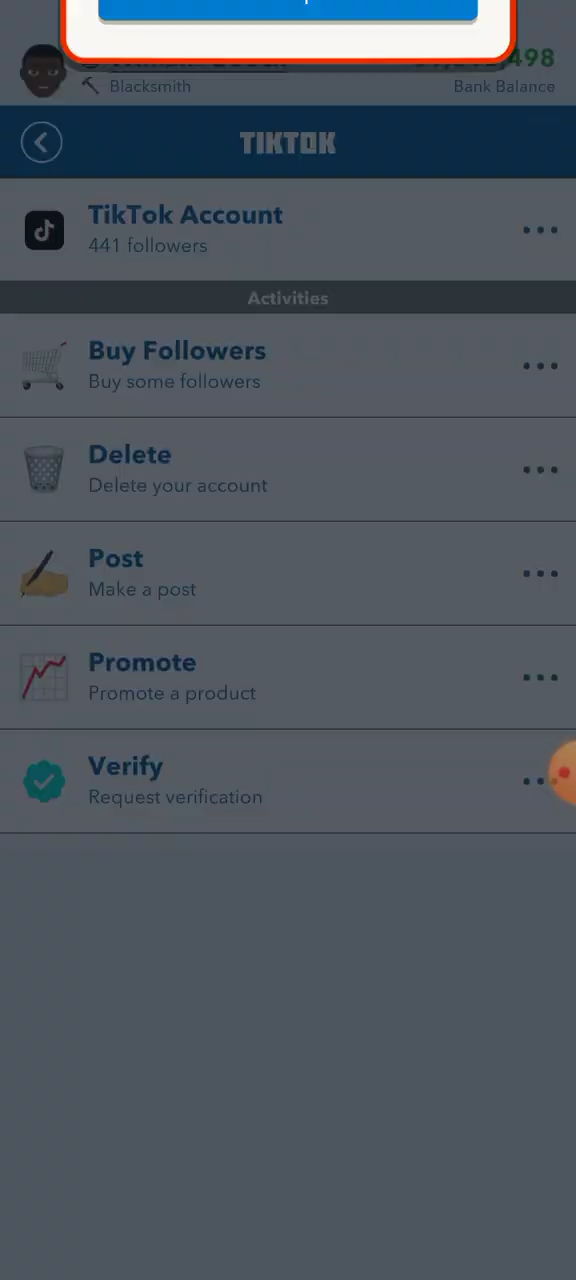 498
Blacksmith
Bank Balance
TIKTOK
TikTok Account
441 followers
Activities
Buy Followers
Buy some followers
Delete
Delete your account
Post
Make a post
Promote
Promote a product
Verify
Request verification